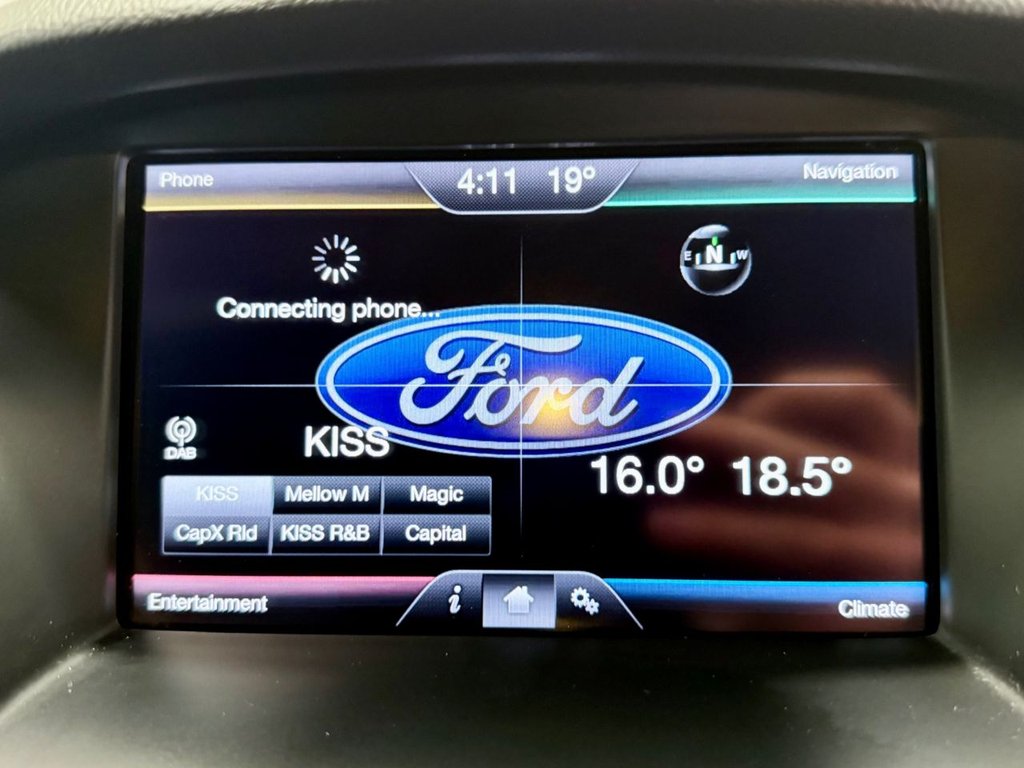 Phone
4:11 19°
Navigation
E N W
Connecting phone...
Ford
DAB
KISS
16.0° 18.5°
KISS Mellow M Magic
CapX Rld KISS R&B Capital
Entertainment
i
Climate